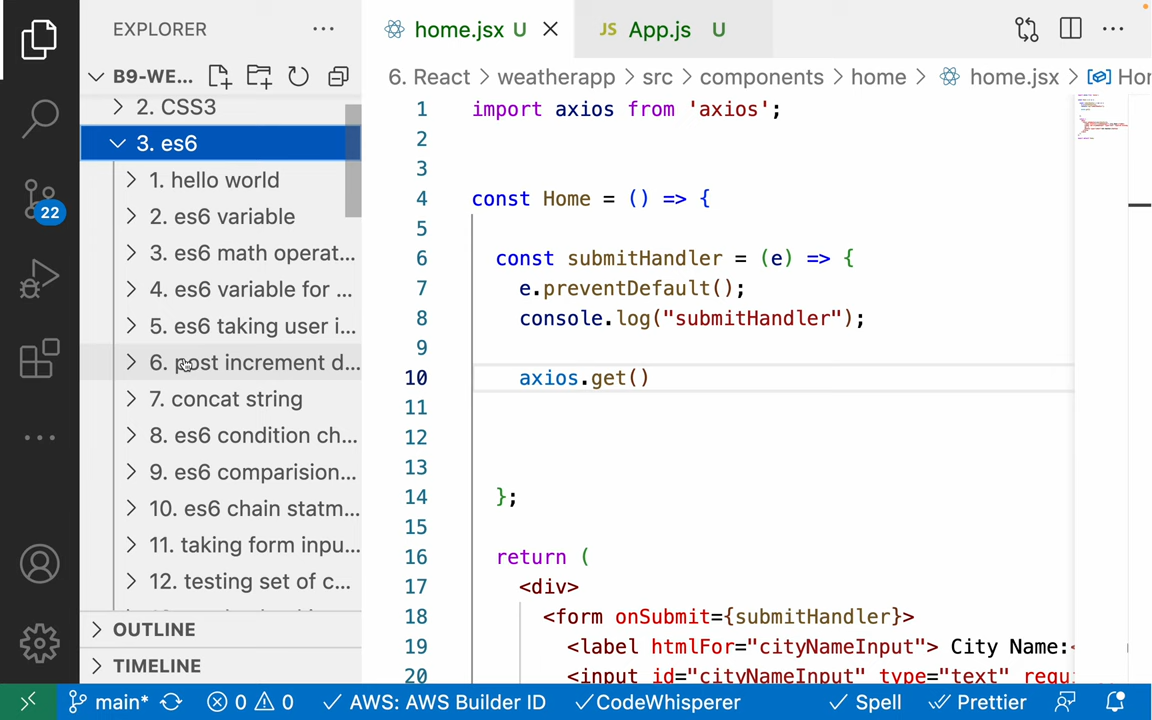 EXPLORER
B9-WE...
2. CSS3
3. es6
1. hello world
2. es6 variable
3. es6 math operat...
4. es6 variable for ...
5. es6 taking user i...
6. post increment d...
7. concat string
8. es6 condition ch...
9. es6 comparision...
10. es6 chain statm...
11. taking form inpu...
12. testing set of c...
OUTLINE
TIMELINE
22
home.jsx U
JS App.js U
6. React > weatherapp > src > components > home > home.jsx > Hor
1 import axios from 'axios';
2
3
4 const Home = () => {
5
6 const submitHandler = (e) => {
7 e.preventDefault();
8 console.log("submitHandler");
9
10 axios.get()
11
12
13
14 };
15
16 return (
17 <div>
18 <form onSubmit={submitHandler}>
19 <label htmlFor="cityNameInput"> City Name:<
20 <input id="cityNameInput" type="text" requi
main* 0 0 AWS: AWS Builder ID CodeWhisperer Spell Prettier